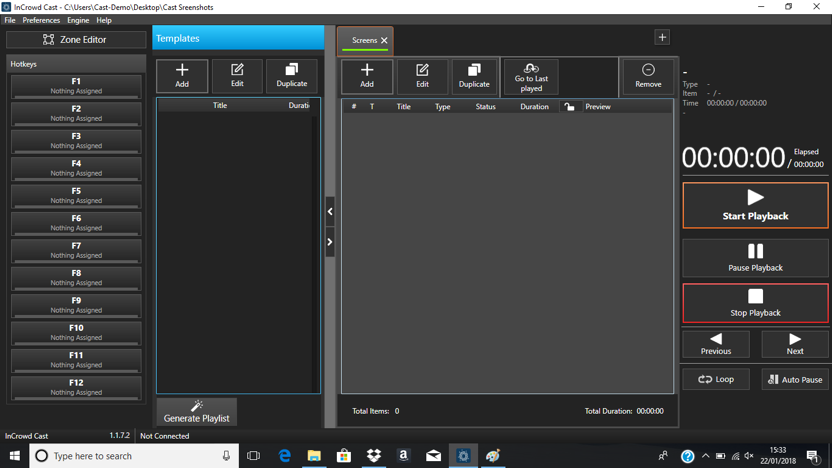 InCrowd Cast - C:\Users\Cast-Demo\Desktop\Cast Sreenshots
File Preferences Engine Help
Zone Editor
Hotkeys
F1
Nothing Assigned
F2
Nothing Assigned
F3
Nothing Assigned
F4
Nothing Assigned
F5
Nothing Assigned
F6
Nothing Assigned
F7
Nothing Assigned
F8
Nothing Assigned
F9
Nothing Assigned
F10
Nothing Assigned
F11
Nothing Assigned
F12
Nothing Assigned
Templates
Add Edit Duplicate
Title Durati
Generate Playlist
Screens
Add Edit Duplicate Go to Last played Remove
# T Title Type Status Duration Preview
Total Items: 0 Total Duration: 00:00:00
-
Type -
Item - / -
Time 00:00:00 / 00:00:00
-
00:00:00 / Elapsed 00:00:00
Start Playback
Pause Playback
Stop Playback
Previous Next
Loop Auto Pause
InCrowd Cast 1.1.7.2 Not Connected
Type here to search
15:33
22/01/2018
1